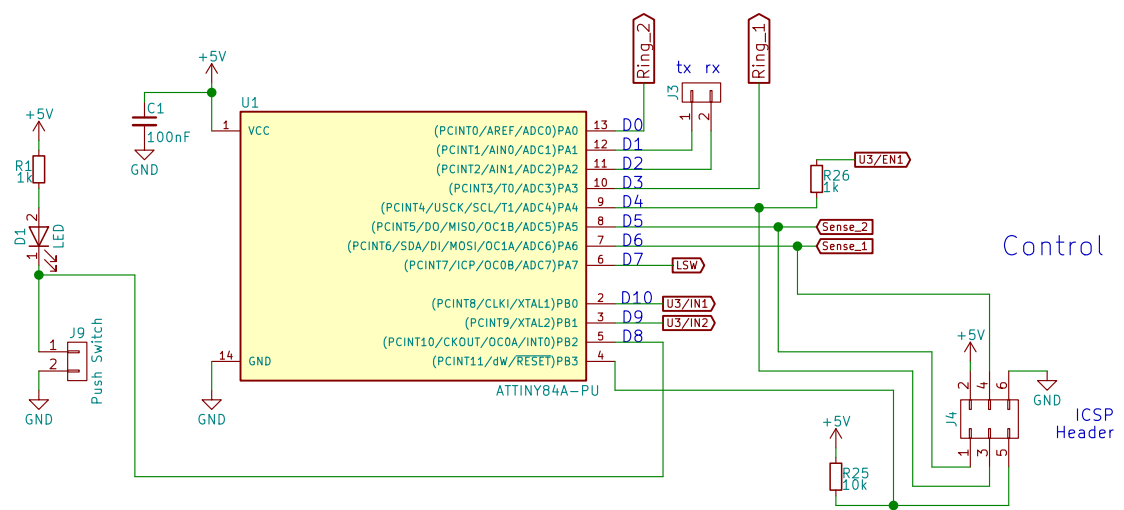 Ring_2
Ring_1
tx rx
J3
1
2
+5V
C1
100nF
GND
+5V
R1
1k
2
D1
LED
1
J9
1
2
Push Switch
GND
U1
1 VCC
14 GND
GND
(PCINT0/AREF/ADC0)PA0 13 D0
(PCINT1/AIN0/ADC1)PA1 12 D1
(PCINT2/AIN1/ADC2)PA2 11 D2
(PCINT3/T0/ADC3)PA3 10 D3
(PCINT4/USCK/SCL/T1/ADC4)PA4 9 D4
(PCINT5/DO/MISO/OC1B/ADC5)PA5 8 D5
(PCINT6/SDA/DI/MOSI/OC1A/ADC6)PA6 7 D6
(PCINT7/ICP/OC0B/ADC7)PA7 6 D7
(PCINT8/CLKI/XTAL1)PB0 2 D10
(PCINT9/XTAL2)PB1 3 D9
(PCINT10/CKOUT/OC0A/INT0)PB2 5 D8
(PCINT11/dW/RESET)PB3 4
ATTINY84A-PU
U3/EN1
R26
1k
Sense_2
Sense_1
LSW
U3/IN1
U3/IN2
Control
+5V
2
4
6
GND
J4
1
3
5
ICSP
Header
+5V
R25
10k